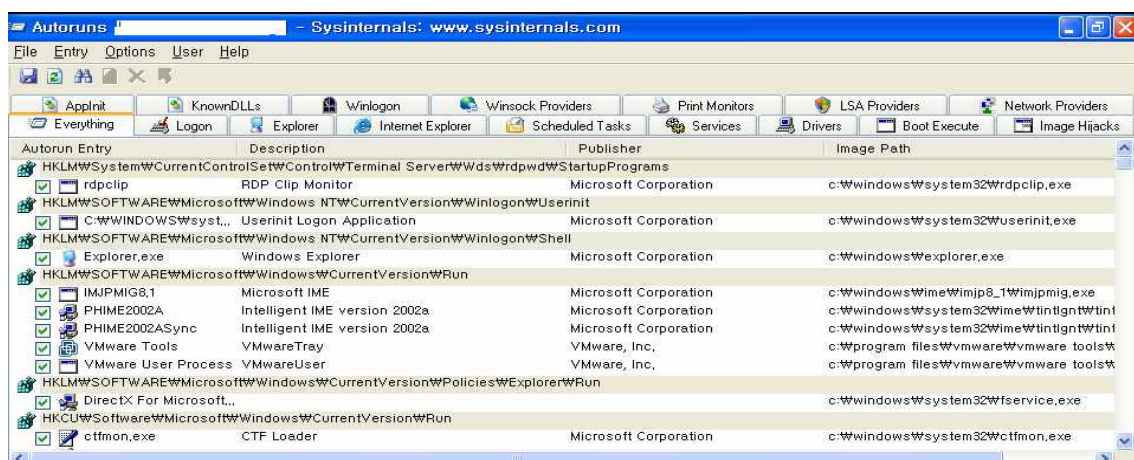 Autoruns – Sysinternals: www.sysinternals.com
File Entry Options User Help
AppInit KnownDLLs Winlogon Winsock Providers Print Monitors LSA Providers Network Providers
Everything Logon Explorer Internet Explorer Scheduled Tasks Services Drivers Boot Execute Image Hijacks
Autorun Entry Description Publisher Image Path
HKLM₩System₩CurrentControlSet₩Control₩Terminal Server₩Wds₩rdpwd₩StartupPrograms
rdpclip RDP Clip Monitor Microsoft Corporation c:₩windows₩system32₩rdpclip.exe
HKLM₩SOFTWARE₩Microsoft₩Windows NT₩CurrentVersion₩Winlogon₩Userinit
C:₩WINDOWS₩syst... Userinit Logon Application Microsoft Corporation c:₩windows₩system32₩userinit.exe
HKLM₩SOFTWARE₩Microsoft₩Windows NT₩CurrentVersion₩Winlogon₩Shell
Explorer.exe Windows Explorer Microsoft Corporation c:₩windows₩explorer.exe
HKLM₩SOFTWARE₩Microsoft₩Windows₩CurrentVersion₩Run
IMJPMIG8.1 Microsoft IME Microsoft Corporation c:₩windows₩ime₩imjp8_1₩imjpmig.exe
PHIME2002A Intelligent IME version 2002a Microsoft Corporation c:₩windows₩system32₩ime₩tintlgnt₩tint
PHIME2002ASync Intelligent IME version 2002a Microsoft Corporation c:₩windows₩system32₩ime₩tintlgnt₩tint
VMware Tools VMwareTray VMware, Inc. c:₩program files₩vmware₩vmware tools₩
VMware User Process VMwareUser VMware, Inc. c:₩program files₩vmware₩vmware tools₩
HKLM₩SOFTWARE₩Microsoft₩Windows₩CurrentVersion₩Policies₩Explorer₩Run
DirectX For Microsoft... c:₩windows₩system32₩fservice.exe
HKCU₩Software₩Microsoft₩Windows₩CurrentVersion₩Run
ctfmon.exe CTF Loader Microsoft Corporation c:₩windows₩system32₩ctfmon.exe